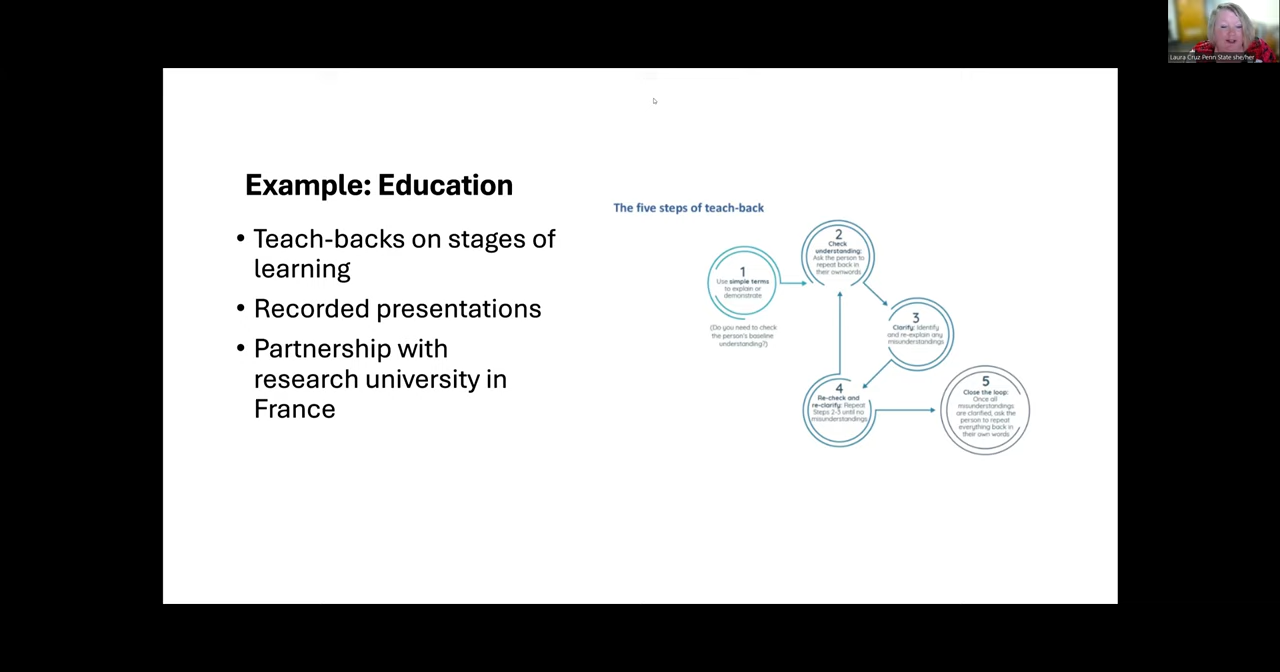 Laura Cruz Penn State she/her
Example: Education
• Teach-backs on stages of
learning
• Recorded presentations
• Partnership with
research university in
France
The five steps of teach-back
1
Use simple terms
to explain or
demonstrate
(Do you need to check
the person's baseline
understanding?)
2
Check
understanding:
Ask the person to
repeat back in
their ownwords
3
Clarify: Identify
and re-explain any
misunderstandings
4
Re-check and
re-clarify: Repeat
Steps 2-3 until no
misunderstandings
5
Close the loop:
Once all
misunderstandings
are clarified, ask the
person to repeat
everything back in
their own words